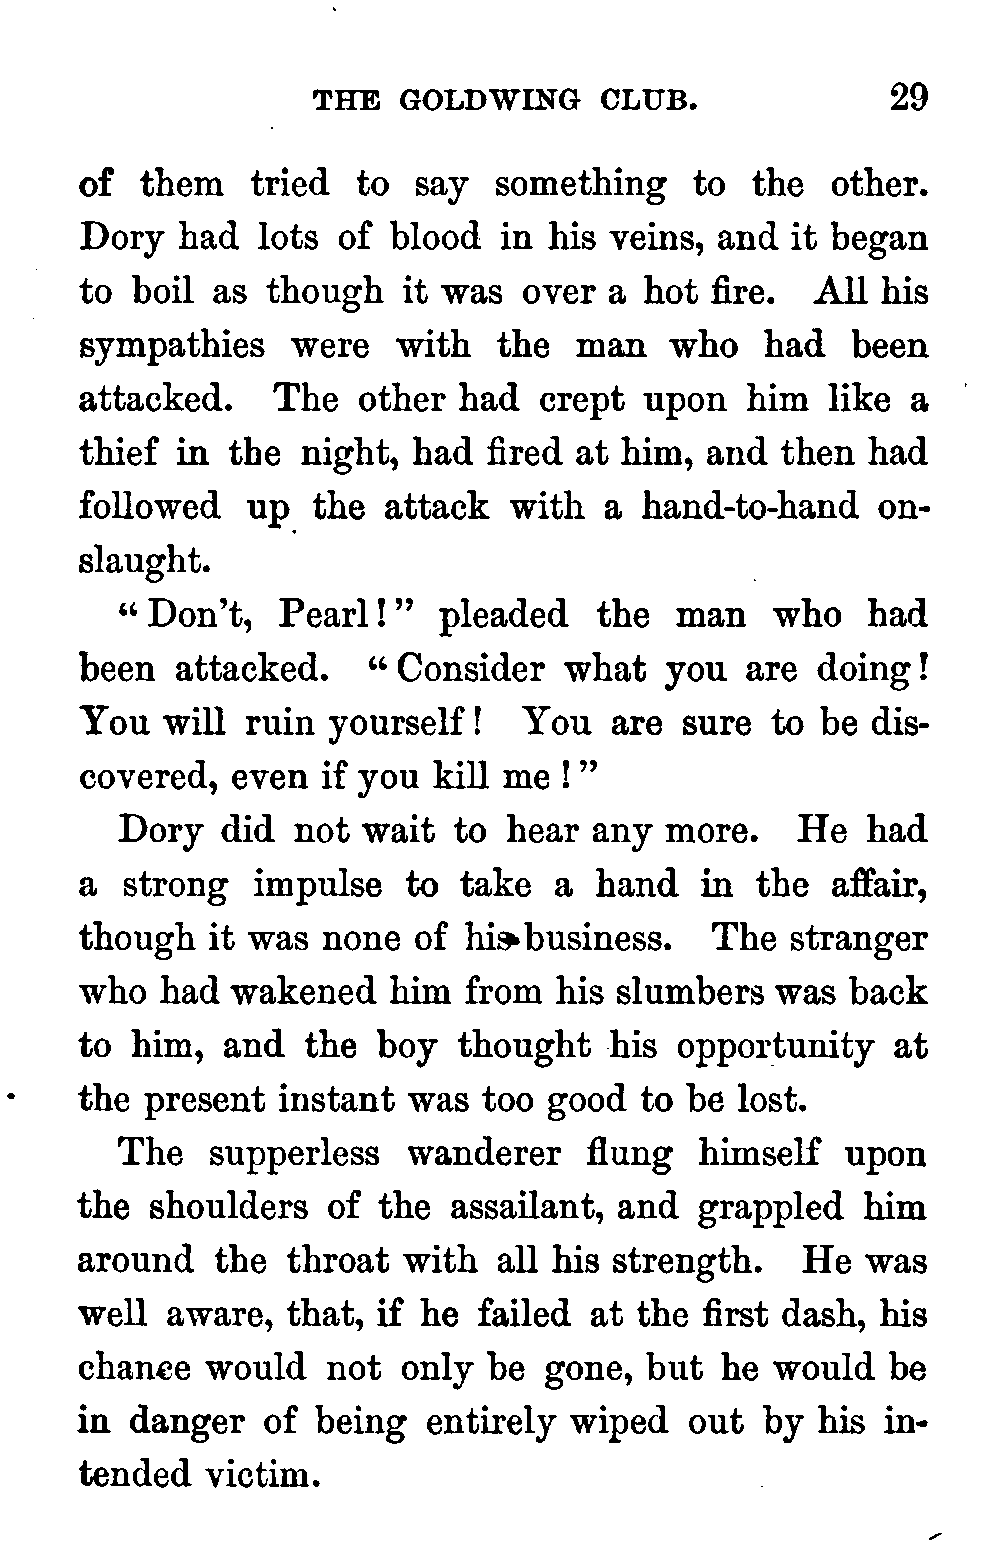 THE GOLDWING CLUB. 29
of them tried to say something to the other.
Dory had lots of blood in his veins, and it began
to boil as though it was over a hot fire. All his
sympathies were with the man who had been
attacked. The other had crept upon him like a
thief in the night, had fired at him, and then had
followed up the attack with a hand-to-hand on-
slaught.
“Don’t, Pearl!” pleaded the man who had
been attacked. “Consider what you are doing!
You will ruin yourself! You are sure to be dis-
covered, even if you kill me!”
Dory did not wait to hear any more. He had
a strong impulse to take a hand in the affair,
though it was none of his business. The stranger
who had wakened him from his slumbers was back
to him, and the boy thought his opportunity at
the present instant was too good to be lost.
The supperless wanderer flung himself upon
the shoulders of the assailant, and grappled him
around the throat with all his strength. He was
well aware, that, if he failed at the first dash, his
chance would not only be gone, but he would be
in danger of being entirely wiped out by his in-
tended victim.